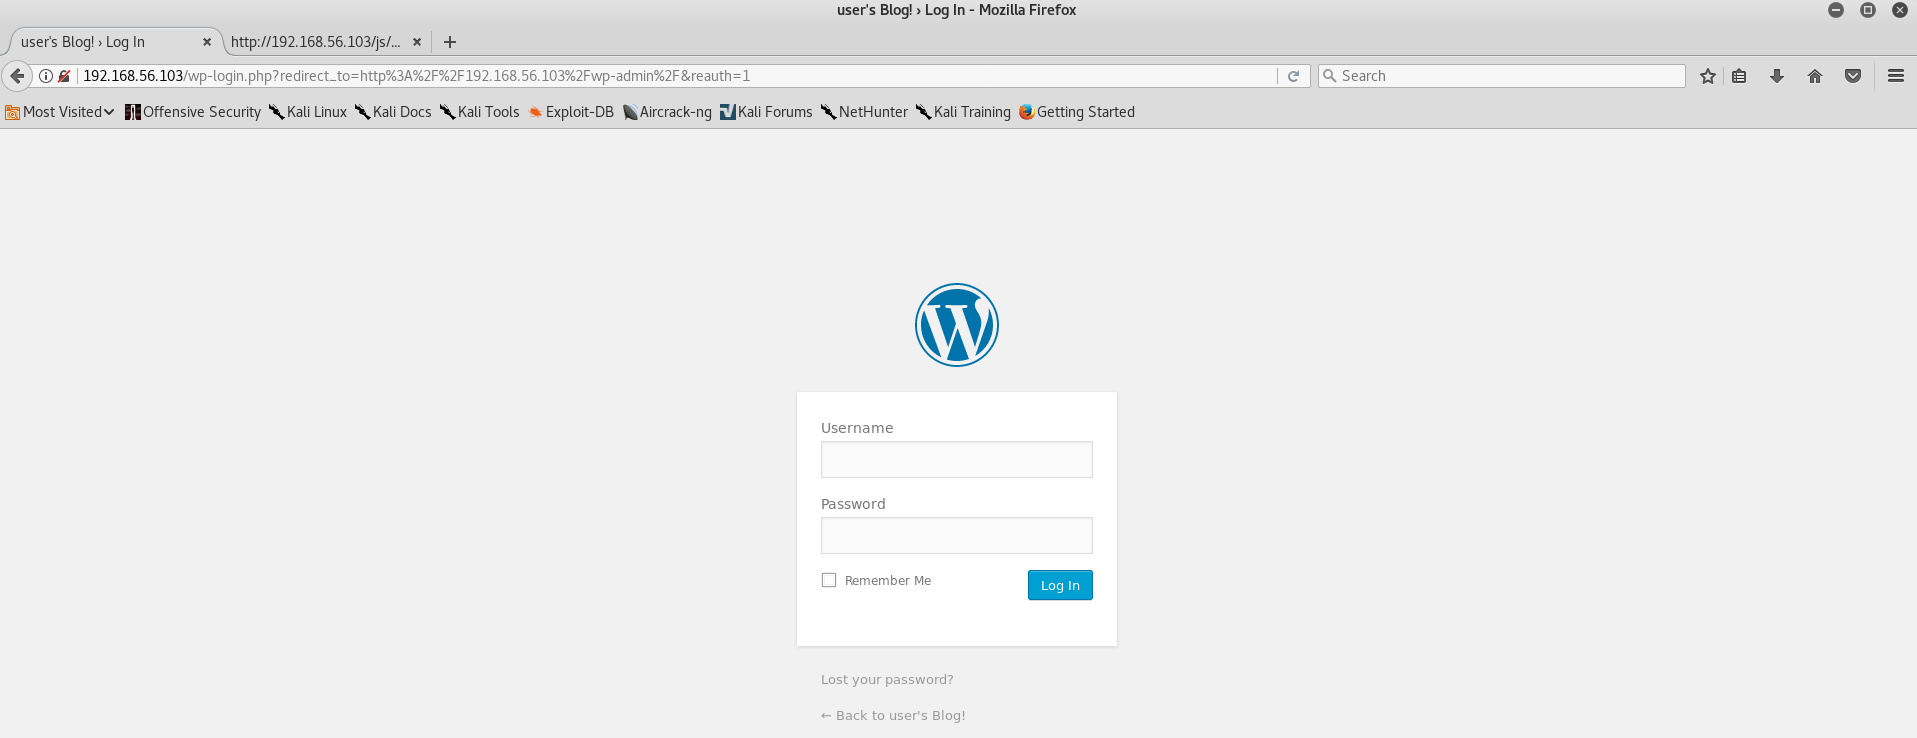 user's Blog! › Log In - Mozilla Firefox
user's Blog! › Log In
http://192.168.56.103/js/...
192.168.56.103/wp-login.php?redirect_to=http%3A%2F%2F192.168.56.103%2Fwp-admin%2F&reauth=1
Search
Most Visited Offensive Security Kali Linux Kali Docs Kali Tools Exploit-DB Aircrack-ng Kali Forums NetHunter Kali Training Getting Started
Username
Password
Remember Me Log In
Lost your password?
← Back to user's Blog!